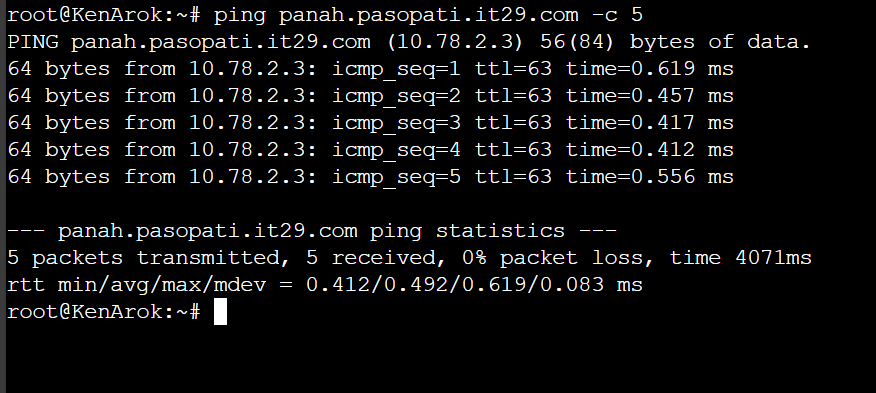 root@KenArok:~# ping panah.pasopati.it29.com -c 5
PING panah.pasopati.it29.com (10.78.2.3) 56(84) bytes of data.
64 bytes from 10.78.2.3: icmp_seq=1 ttl=63 time=0.619 ms
64 bytes from 10.78.2.3: icmp_seq=2 ttl=63 time=0.457 ms
64 bytes from 10.78.2.3: icmp_seq=3 ttl=63 time=0.417 ms
64 bytes from 10.78.2.3: icmp_seq=4 ttl=63 time=0.412 ms
64 bytes from 10.78.2.3: icmp_seq=5 ttl=63 time=0.556 ms

--- panah.pasopati.it29.com ping statistics ---
5 packets transmitted, 5 received, 0% packet loss, time 4071ms
rtt min/avg/max/mdev = 0.412/0.492/0.619/0.083 ms
root@KenArok:~#